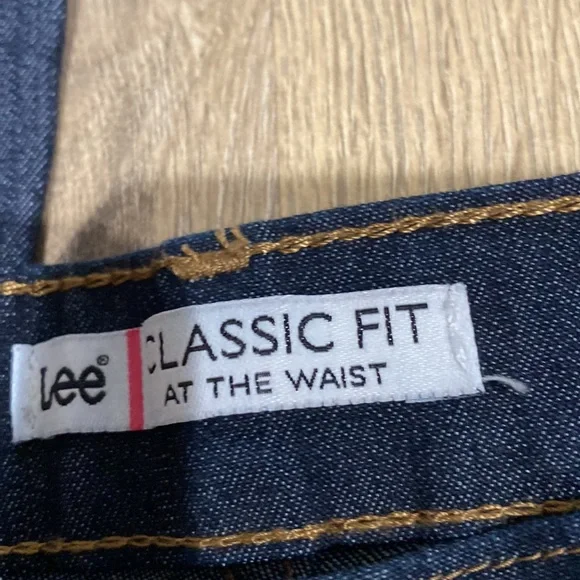 Lee®
CLASSIC FIT
AT THE WAIST